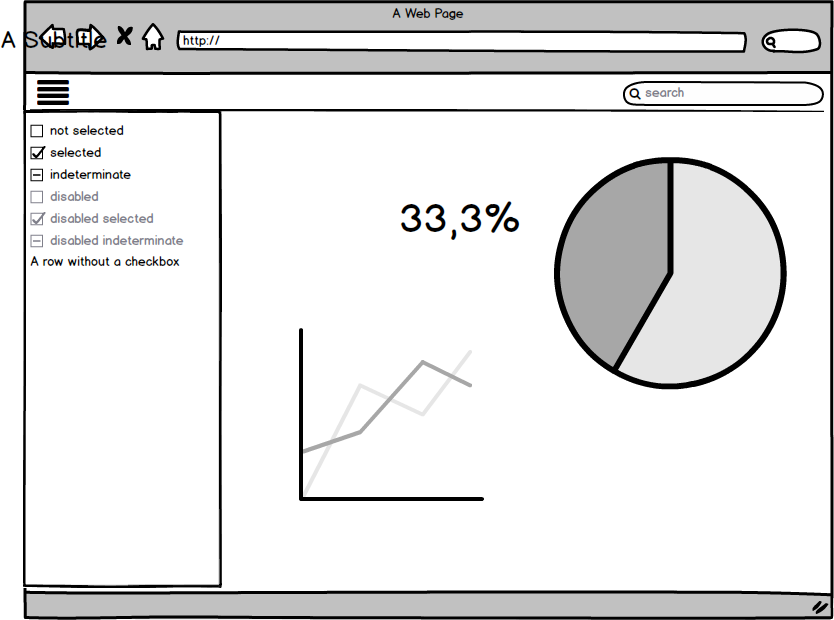 A Web Page
A Subtitle
http://
search
not selected
selected
indeterminate
disabled
disabled selected
disabled indeterminate
A row without a checkbox
33,3%